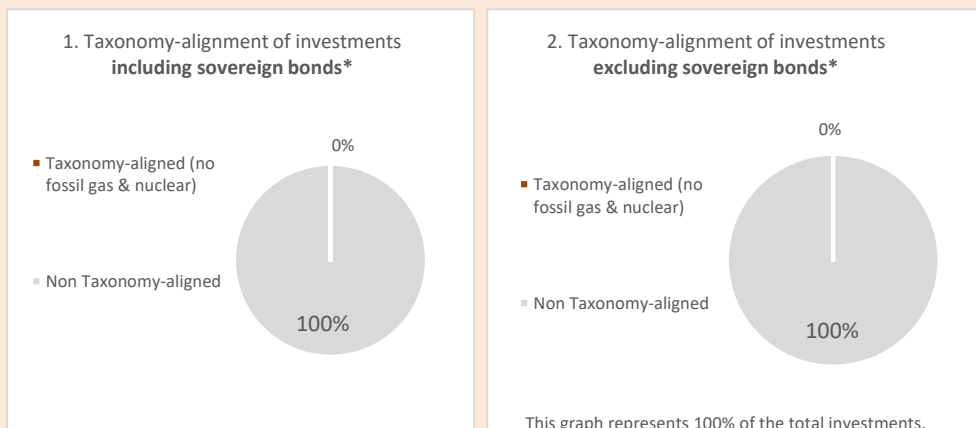 1. Taxonomy-alignment of investments
including sovereign bonds*
0%
Taxonomy-aligned (no
fossil gas & nuclear)
Non Taxonomy-aligned
100%
2. Taxonomy-alignment of investments
excluding sovereign bonds*
0%
Taxonomy-aligned (no
fossil gas & nuclear)
Non Taxonomy-aligned
100%
This graph represents 100% of the total investments.